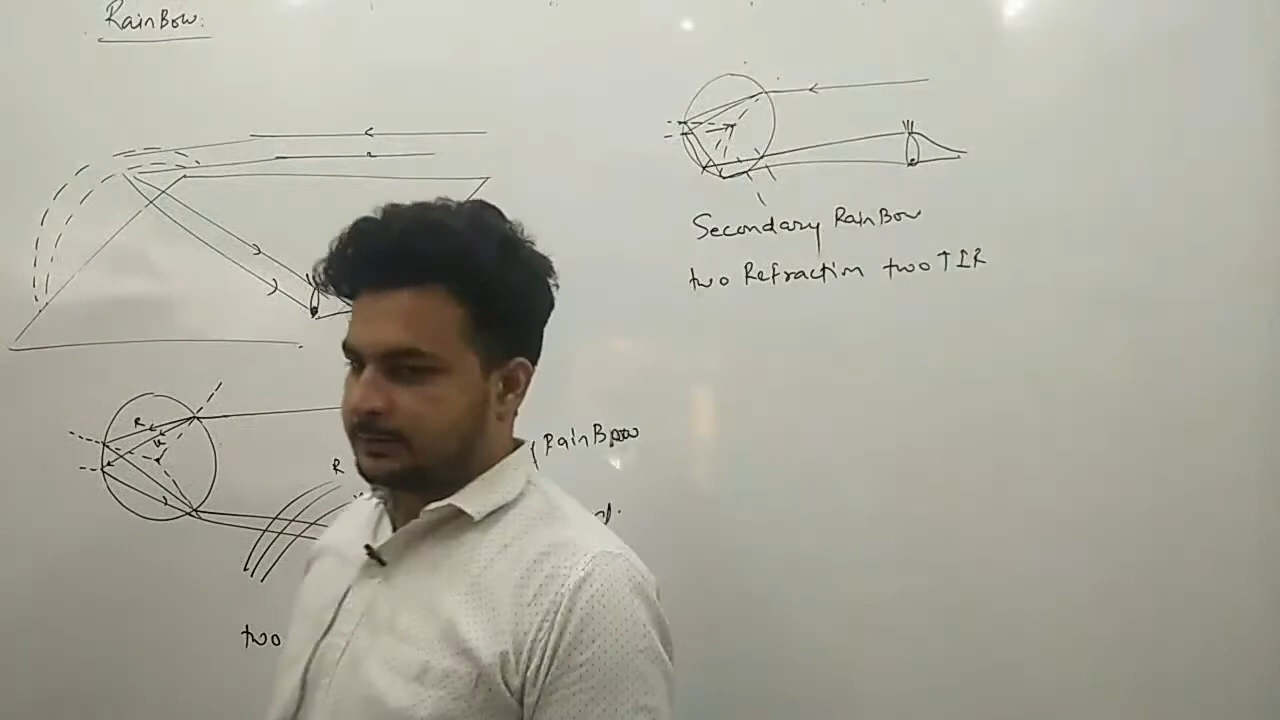 RainBow.
Secondary RainBow
two Refraction two TIR
R
V
RainBow
R
two